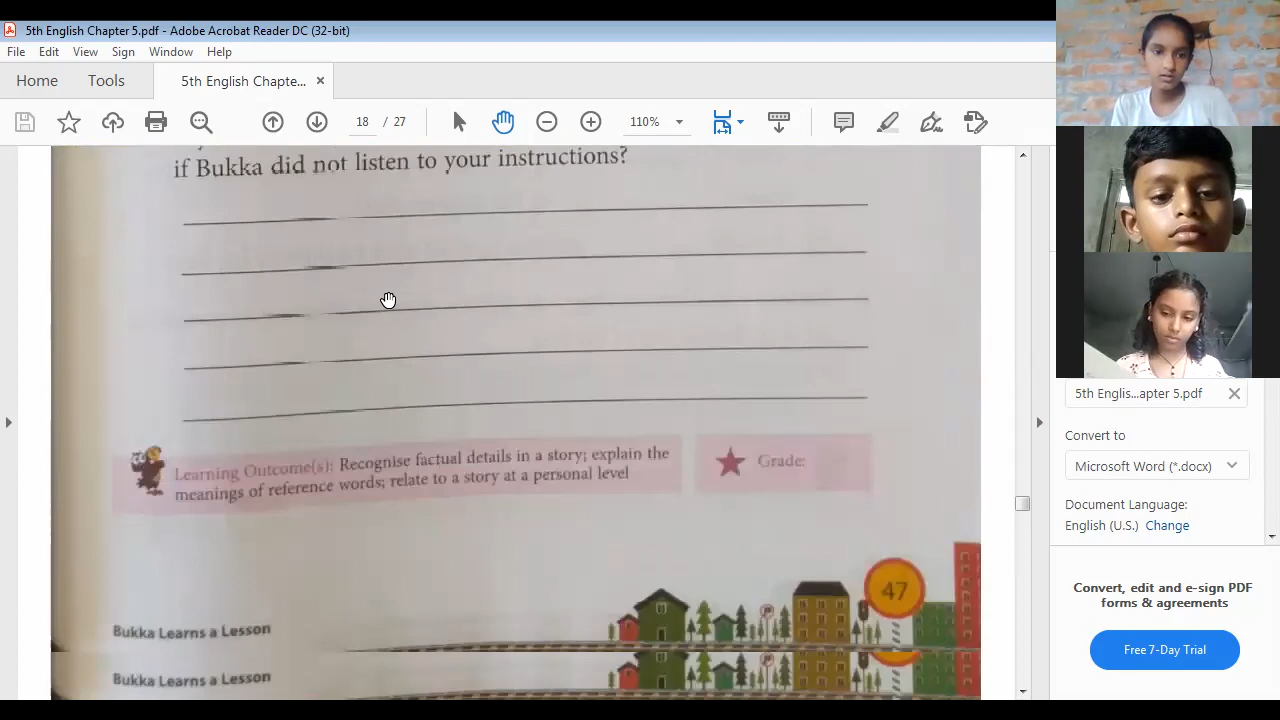 5th English Chapter 5.pdf - Adobe Acrobat Reader DC (32-bit)
File Edit View Sign Window Help
Home Tools 5th English Chapte... ×
18 / 27 110%
if Bukka did not listen to your instructions?
Learning Outcome(s): Recognise factual details in a story; explain the
meanings of reference words; relate to a story at a personal level
Grade:
47
Bukka Learns a Lesson
Bukka Learns a Lesson
5th Englis...apter 5.pdf
Convert to
Microsoft Word (*.docx)
Document Language:
English (U.S.) Change
Convert, edit and e-sign PDF
forms & agreements
Free 7-Day Trial